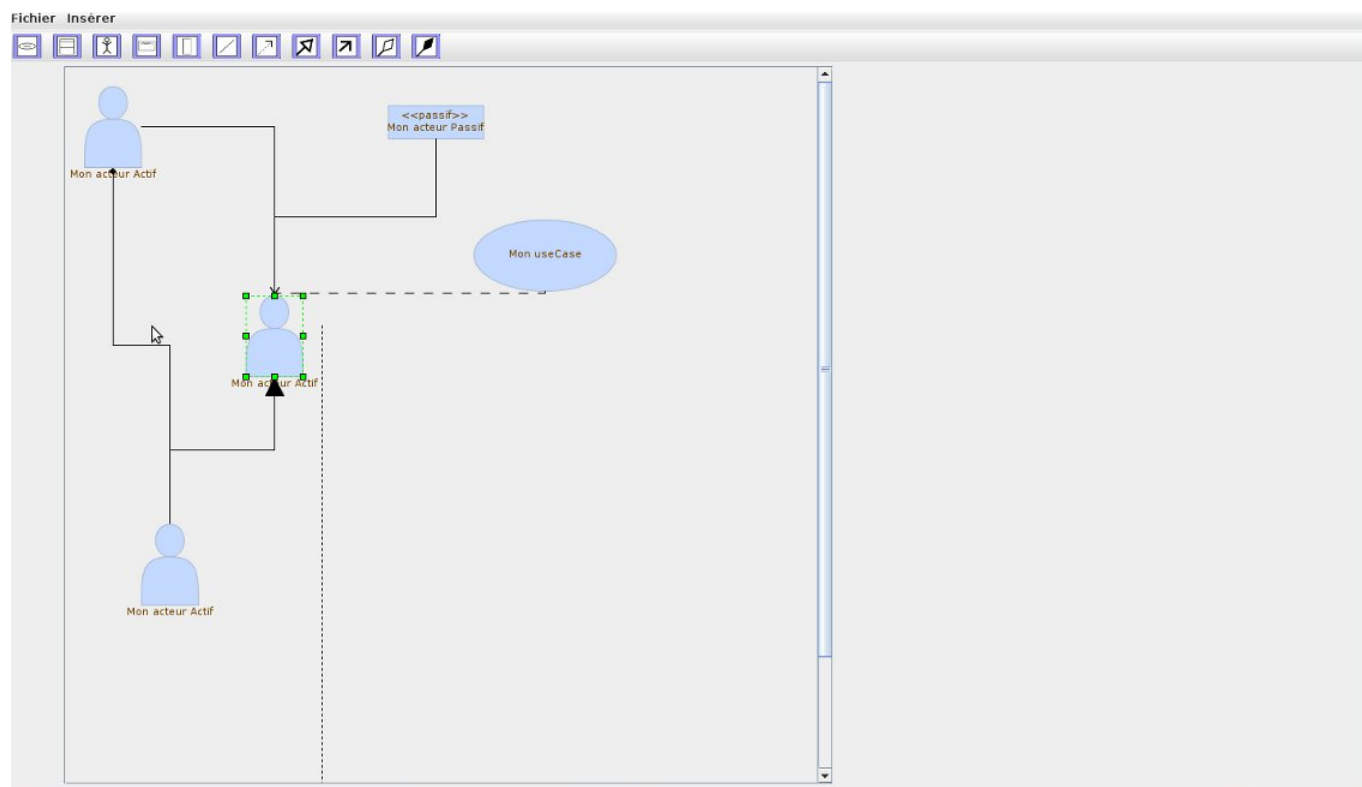 Fichier Insérer
<<passif>>
Mon acteur Passif
Mon acteur Actif
Mon useCase
Mon acteur Actif
Mon acteur Actif